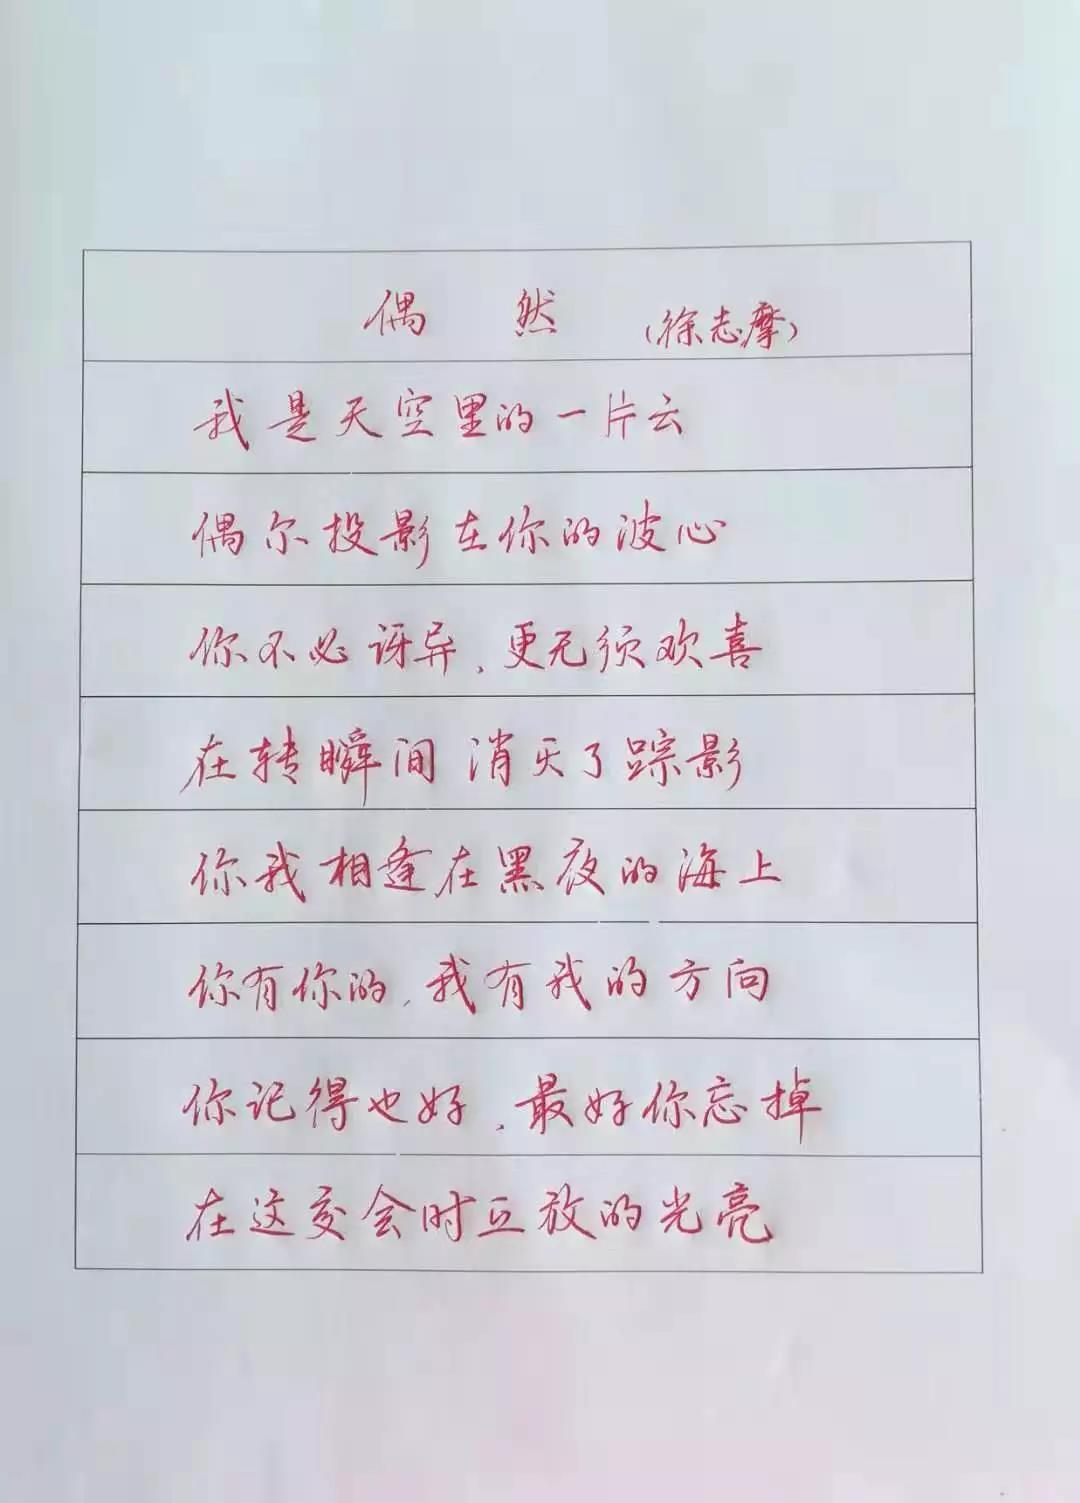 偶然 (徐志摩)
我是天空里的一片云
偶尔投影在你的波心
你不必讶异,更无须欢喜
在转瞬间消灭了踪影
你我相逢在黑夜的海上
你有你的,我有我的方向
你记得也好,最好你忘掉
在这交会时互放的光亮